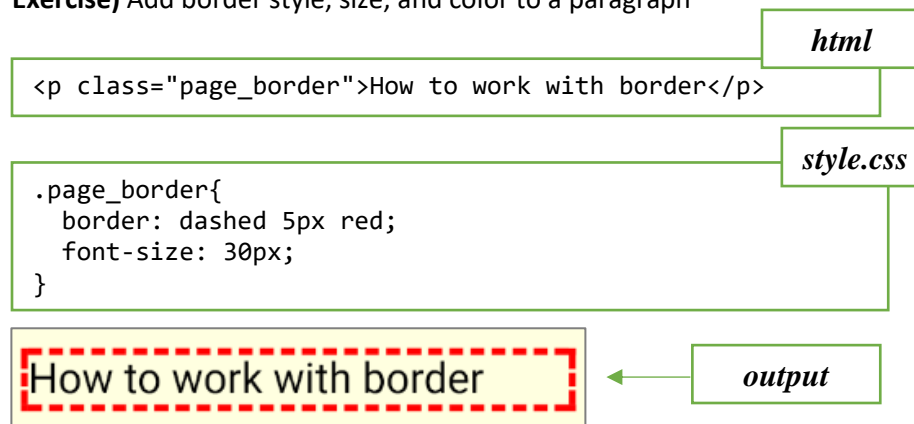 Exercise) Add border style, size, and color to a paragraph
html
<p class="page_border">How to work with border</p>
style.css
.page_border{
border: dashed 5px red;
font-size: 30px;
}
How to work with border
output